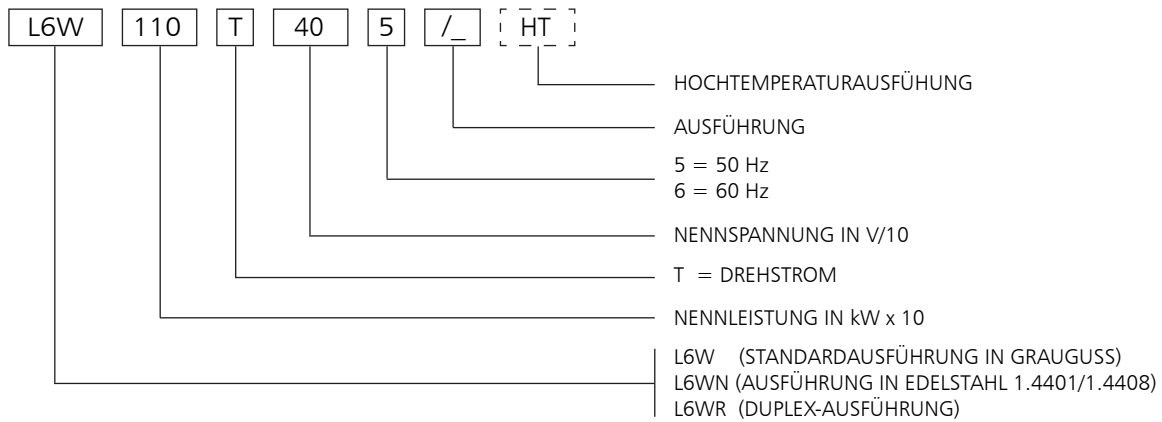 L6W 110 T 40 5 /_ HT
HOCHTEMPERATURAUSFÜHUNG
AUSFÜHRUNG
5 = 50 Hz
6 = 60 Hz
NENNSPANNUNG IN V/10
T = DREHSTROM
NENNLEISTUNG IN kW x 10
L6W (STANDARDAUSFÜHRUNG IN GRAUGUSS)
L6WN (AUSFÜHRUNG IN EDELSTAHL 1.4401/1.4408)
L6WR (DUPLEX-AUSFÜHRUNG)